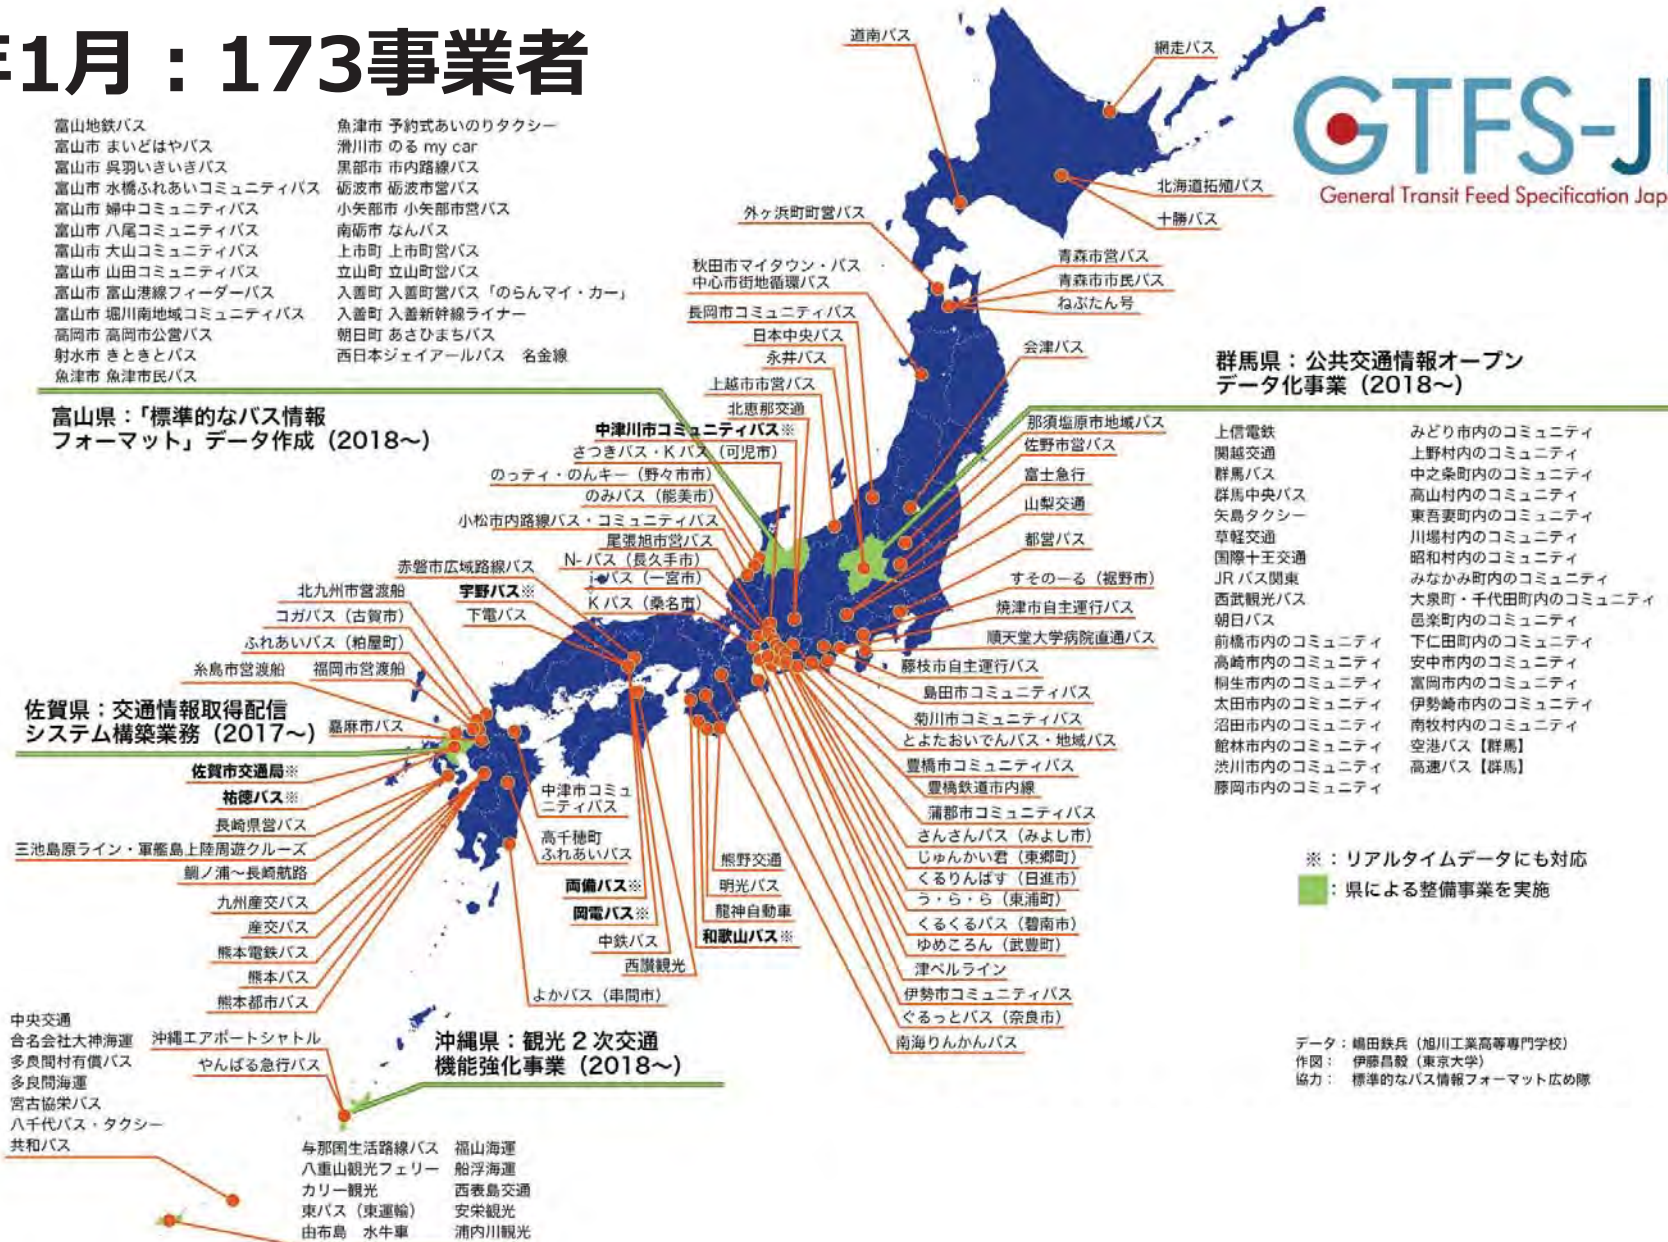 年1月：173事業者
富山地鉄バス
富山市 まいどはやバス
富山市 呉羽いきいきバス
富山市 水橋ふれあいコミュニティバス
富山市 婦中コミュニティバス
富山市 八尾コミュニティバス
富山市 大山コミュニティバス
富山市 山田コミュニティバス
富山市 富山港線フィーダーバス
富山市 堀川南地域コミュニティバス
高岡市 高岡市公営バス
射水市 きときとバス
魚津市 魚津市民バス
魚津市 予約式あいのりタクシー
滑川市 のる my car
黒部市 市内路線バス
砺波市 砺波市営バス
小矢部市 小矢部市営バス
南砺市 なんバス
上市町 上市町営バス
立山町 立山町営バス
入善町 入善町営バス「のらんマイ・カー」
入善町 入善新幹線ライナー
朝日町 あさひまちバス
西日本ジェイアールバス 名金線
富山県：「標準的なバス情報
フォーマット」データ作成（2018〜）
道南バス
網走バス
北海道拓殖バス
十勝バス
GTFS-J
General Transit Feed Specification Jap
外ヶ浜町町営バス
青森市営バス
青森市市民バス
ねぶたん号
秋田市マイタウン・バス
中心市街地循環バス
長岡市コミュニティバス
日本中央バス
永井バス
上越市市営バス
北恵那交通
中津川市コミュニティバス※
さつきバス・Kバス（可児市）
のっティ・のんキー（野々市市）
のみバス（能美市）
小松市内路線バス・コミュニティバス
尾張旭市営バス
N-バス（長久手市）
i-バス（一宮市）
Kバス（桑名市）
会津バス
那須塩原市地域バス
佐野市営バス
富士急行
山梨交通
都営バス
すそのーる（裾野市）
焼津市自主運行バス
順天堂大学病院直通バス
藤枝市自主運行バス
島田市コミュニティバス
菊川市コミュニティバス
とよたおいでんバス・地域バス
豊橋市コミュニティバス
豊橋鉄道市内線
蒲郡市コミュニティバス
さんさんバス（みよし市）
じゅんかい君（東郷町）
くるりんばす（日進市）
う・ら・ら（東浦町）
くるくるバス（碧南市）
ゆめころん（武豊町）
津ベルライン
伊勢市コミュニティバス
ぐるっとバス（奈良市）
南海りんかんバス
群馬県：公共交通情報オープン
データ化事業（2018〜）
上信電鉄
関越交通
群馬バス
群馬中央バス
矢島タクシー
草軽交通
国際十王交通
JRバス関東
西武観光バス
朝日バス
前橋市内のコミュニティ
高崎市内のコミュニティ
桐生市内のコミュニティ
太田市内のコミュニティ
沼田市内のコミュニティ
館林市内のコミュニティ
渋川市内のコミュニティ
藤岡市内のコミュニティ
みどり市内のコミュニティ
上野村内のコミュニティ
中之条町内のコミュニティ
高山村内のコミュニティ
東吾妻町内のコミュニティ
川場村内のコミュニティ
昭和村内のコミュニティ
みなかみ町内のコミュニティ
大泉町・千代田町内のコミュニティ
邑楽町内のコミュニティ
下仁田町内のコミュニティ
安中市内のコミュニティ
富岡市内のコミュニティ
伊勢崎市内のコミュニティ
南牧村内のコミュニティ
空港バス【群馬】
高速バス【群馬】
赤磐市広域路線バス
宇野バス※
下電バス
北九州市営渡船
コガバス（古賀市）
ふれあいバス（粕屋町）
糸島市営渡船
福岡市営渡船
佐賀県：交通情報取得配信
システム構築業務（2017〜）
嘉麻市バス
佐賀市交通局※
祐徳バス※
長崎県営バス
三池島原ライン・軍艦島上陸周遊クルーズ
鯛ノ浦〜長崎航路
九州産交バス
産交バス
熊本電鉄バス
熊本バス
熊本都市バス
中津市コミュ
ニティバス
高千穂町
ふれあいバス
両備バス※
岡電バス※
中鉄バス
西讃観光
よかバス（串間市）
熊野交通
明光バス
龍神自動車
和歌山バス※
※：リアルタイムデータにも対応
：県による整備事業を実施
中央交通
合名会社大神海運
多良間村有償バス
多良間海運
宮古協栄バス
八千代バス・タクシー
共和バス
沖縄エアポートシャトル
やんばる急行バス
沖縄県：観光２次交通
機能強化事業（2018〜）
与那国生活路線バス
八重山観光フェリー
カリー観光
東バス（東運輸）
由布島 水牛車
福山海運
船浮海運
西表島交通
安栄観光
浦内川観光
データ：嶋田鉄兵（旭川工業高等専門学校）
作図： 伊藤昌毅（東京大学）
協力： 標準的なバス情報フォーマット広め隊